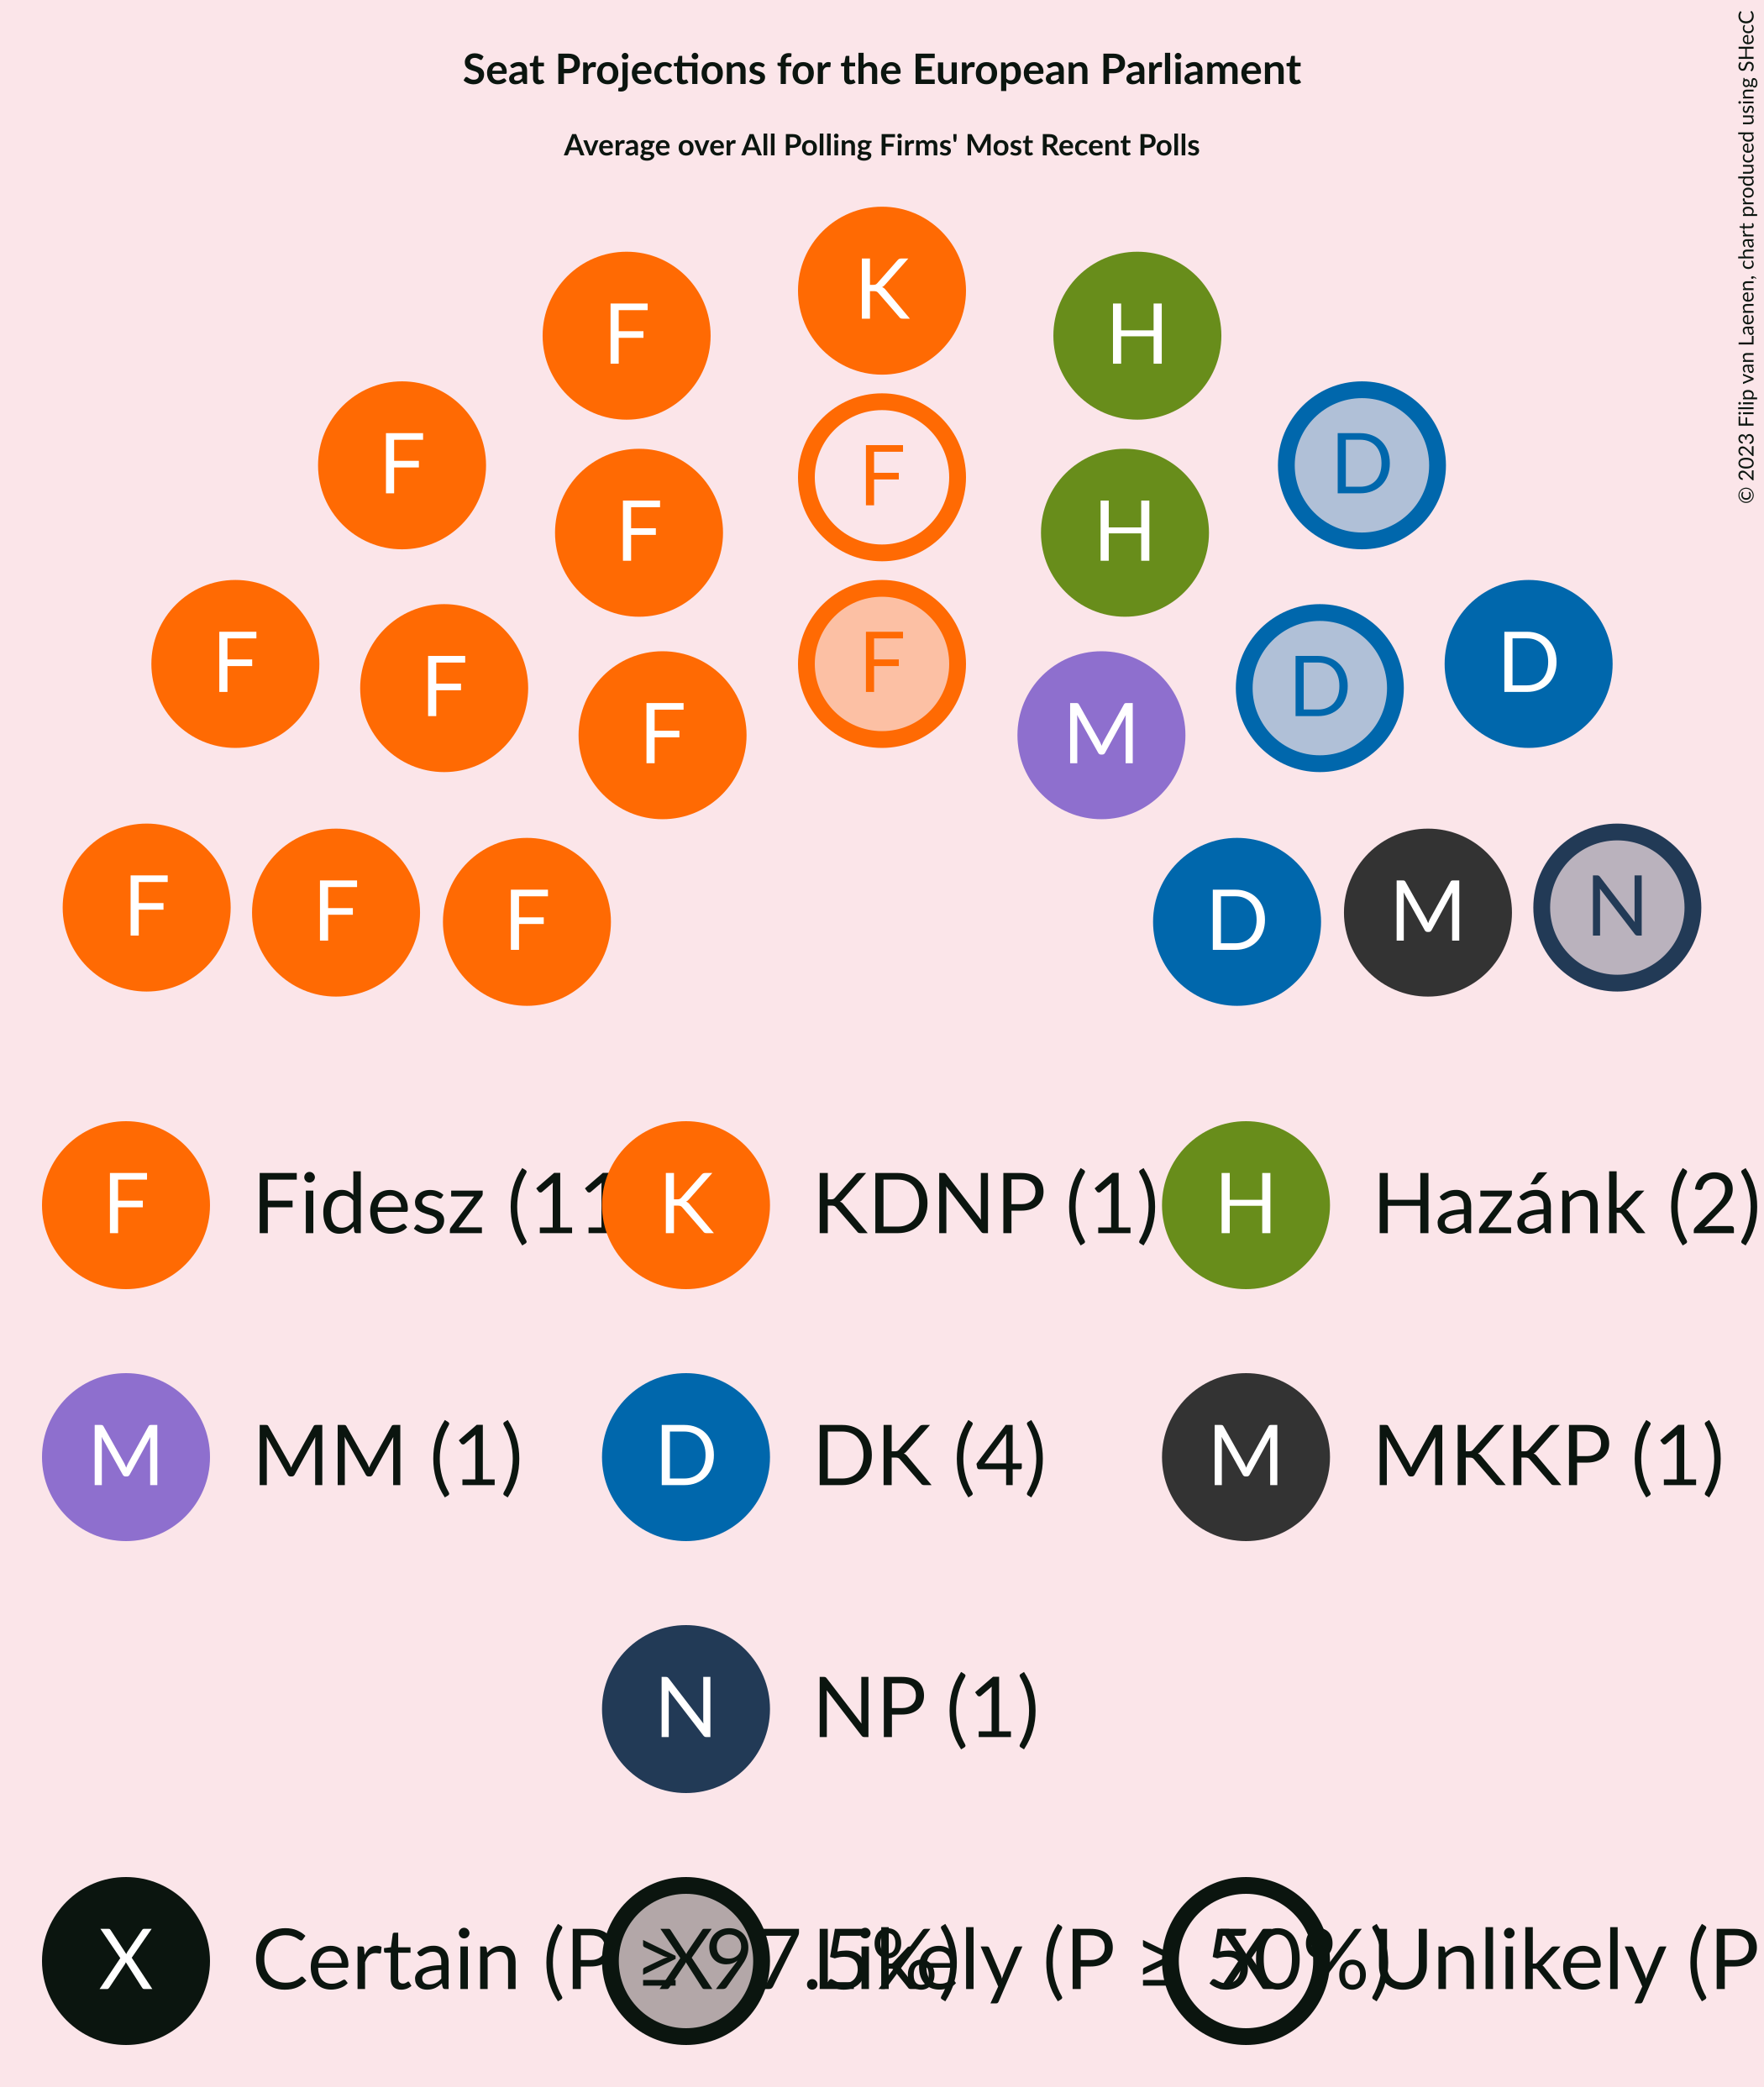 Seat Projections for the European Parliament
Average over All Polling Firms' Most Recent Polls
© 2023 Filip van Laenen, chart produced using SHecC
K
F H
F D
F
F H
F D
F
F D
F M
F N
F M
F D
F Fidesz (11 K KDNP (1) H Hazánk (2)
M MM (1) D DK (4) M MKKP (1)
N NP (1)
X Certain (P ≥ 97.5%) X Likely (P ≥ 50%) X Unlikely (P